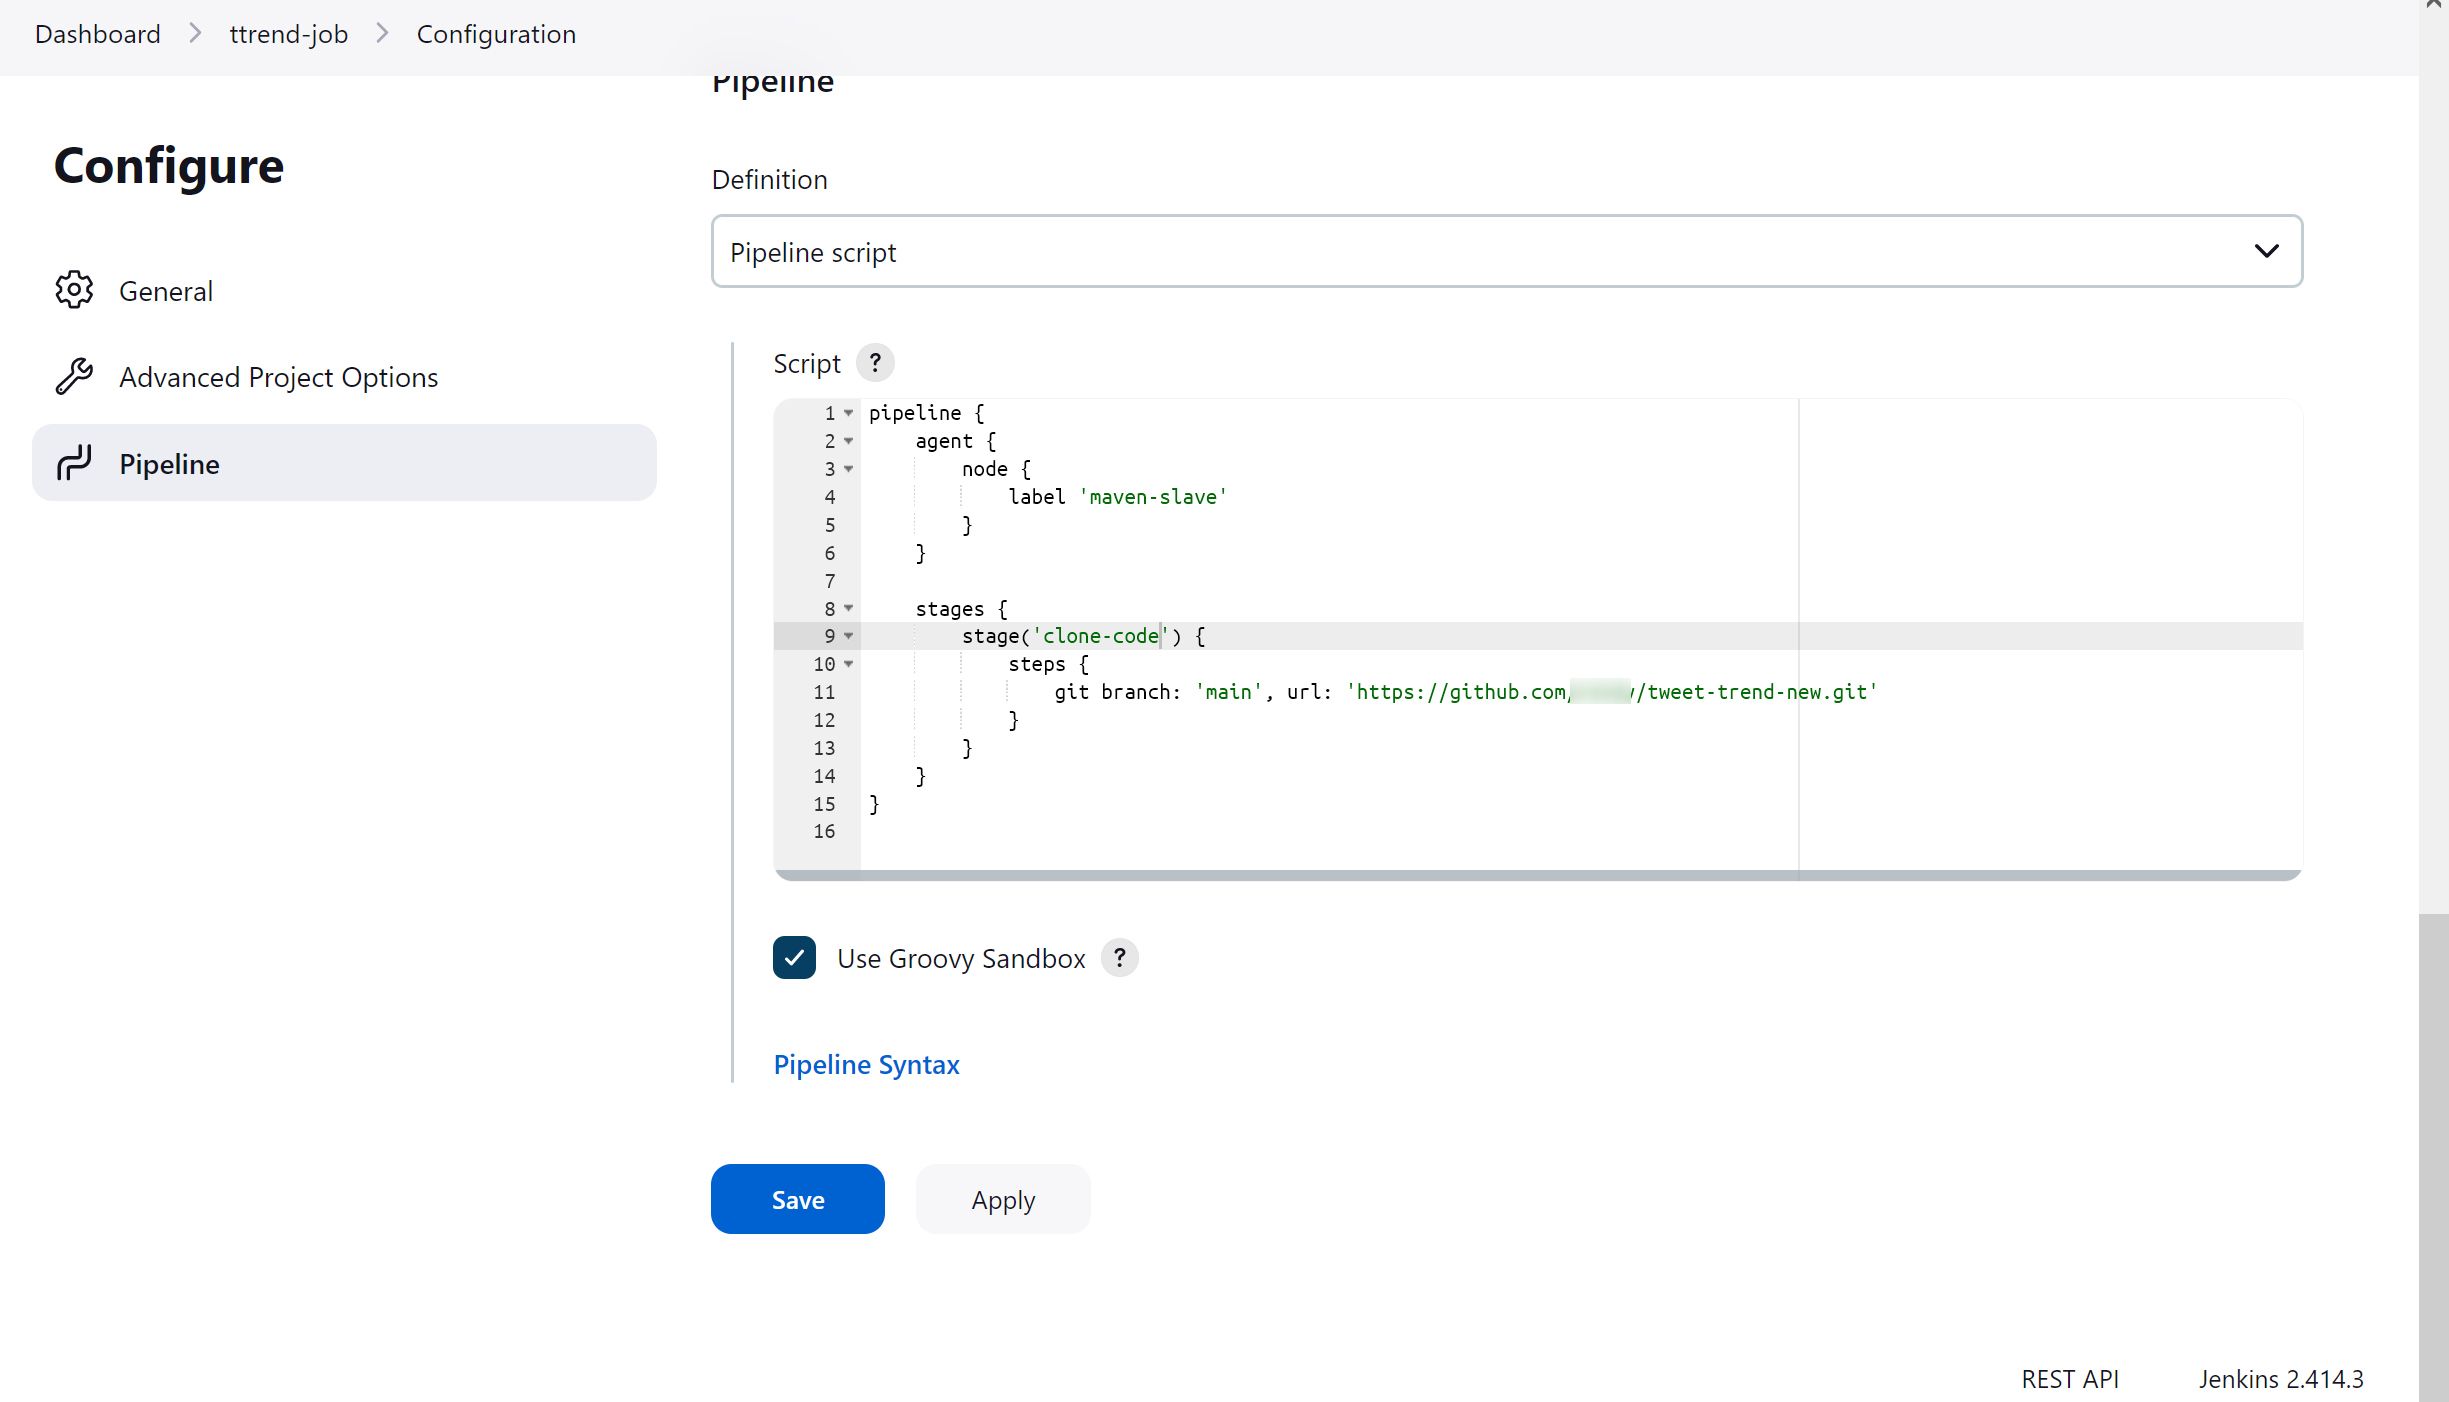 Dashboard > ttrend-job > Configuration
Pipeline
Configure
General
Advanced Project Options
Pipeline
Definition
Pipeline script
Script ?
1 pipeline {
2     agent {
3         node {
4             label 'maven-slave'
5         }
6     }
7
8     stages {
9         stage('clone-code') {
10             steps {
11                 git branch: 'main', url: 'https://github.com/ /tweet-trend-new.git'
12             }
13         }
14     }
15 }
16
Use Groovy Sandbox ?
Pipeline Syntax
Save
Apply
REST API
Jenkins 2.414.3